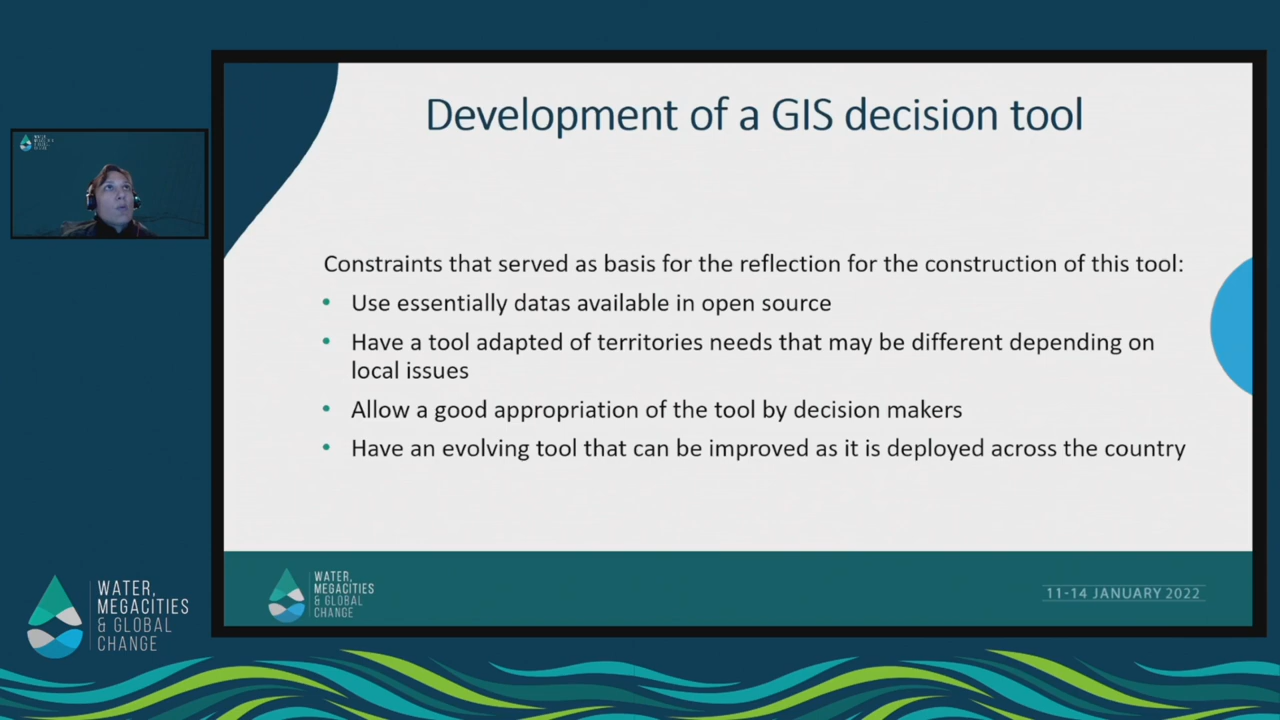 Development of a GIS decision tool
Constraints that served as basis for the reflection for the construction of this tool:
• Use essentially datas available in open source
• Have a tool adapted of territories needs that may be different depending on
local issues
• Allow a good appropriation of the tool by decision makers
• Have an evolving tool that can be improved as it is deployed across the country
WATER,
MEGACITIES
& GLOBAL
CHANGE
11-14 JANUARY 2022
WATER,
MEGACITIES
& GLOBAL
CHANGE